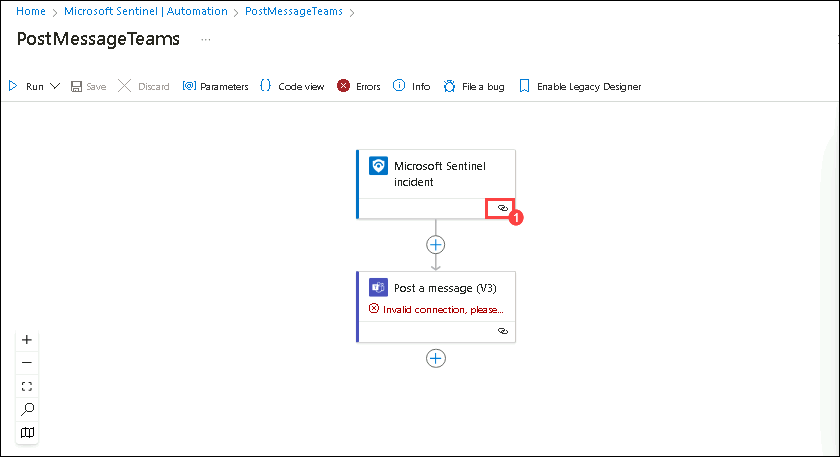 Home > Microsoft Sentinel | Automation > PostMessageTeams >
PostMessageTeams ...
Run Save Discard [@] Parameters {} Code view Errors Info File a bug Enable Legacy Designer
Microsoft Sentinel
incident
1
Post a message (V3)
Invalid connection, please...